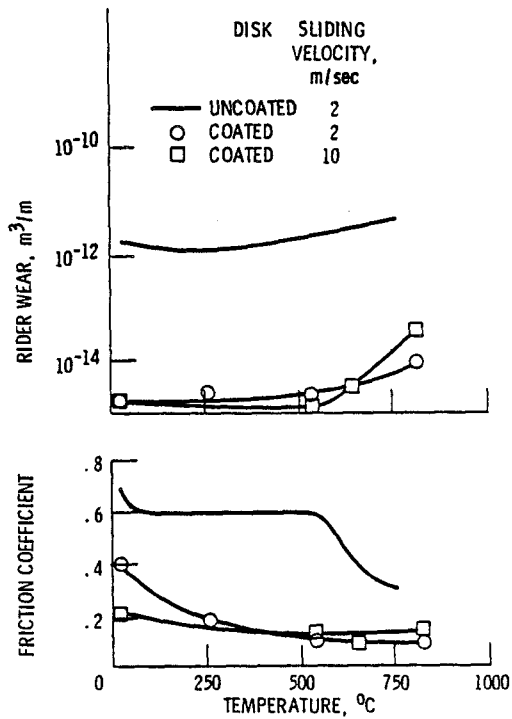 DISK SLIDING
VELOCITY,
m/sec
UNCOATED 2
COATED 2
COATED 10
10-10
10-12
10-14
RIDER WEAR, m3/m
.8
.6
.4
.2
FRICTION COEFFICIENT
0 250 500 750 1000
TEMPERATURE, °C